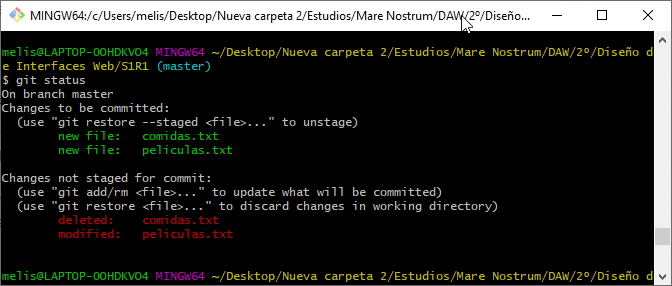 MINGW64:/c/Users/melis/Desktop/Nueva carpeta 2/Estudios/Mare Nostrum/DAW/2º/Diseño...
melis@LAPTOP-OOHDKVO4 MINGW64 ~/Desktop/Nueva carpeta 2/Estudios/Mare Nostrum/DAW/2º/Diseño d
e Interfaces Web/S1R1 (master)
$ git status
On branch master
Changes to be committed:
  (use "git restore --staged <file>..." to unstage)
        new file:   comidas.txt
        new file:   peliculas.txt

Changes not staged for commit:
  (use "git add/rm <file>..." to update what will be committed)
  (use "git restore <file>..." to discard changes in working directory)
        deleted:    comidas.txt
        modified:   peliculas.txt

melis@LAPTOP-OOHDKVO4 MINGW64 ~/Desktop/Nueva carpeta 2/Estudios/Mare Nostrum/DAW/2º/Diseño d